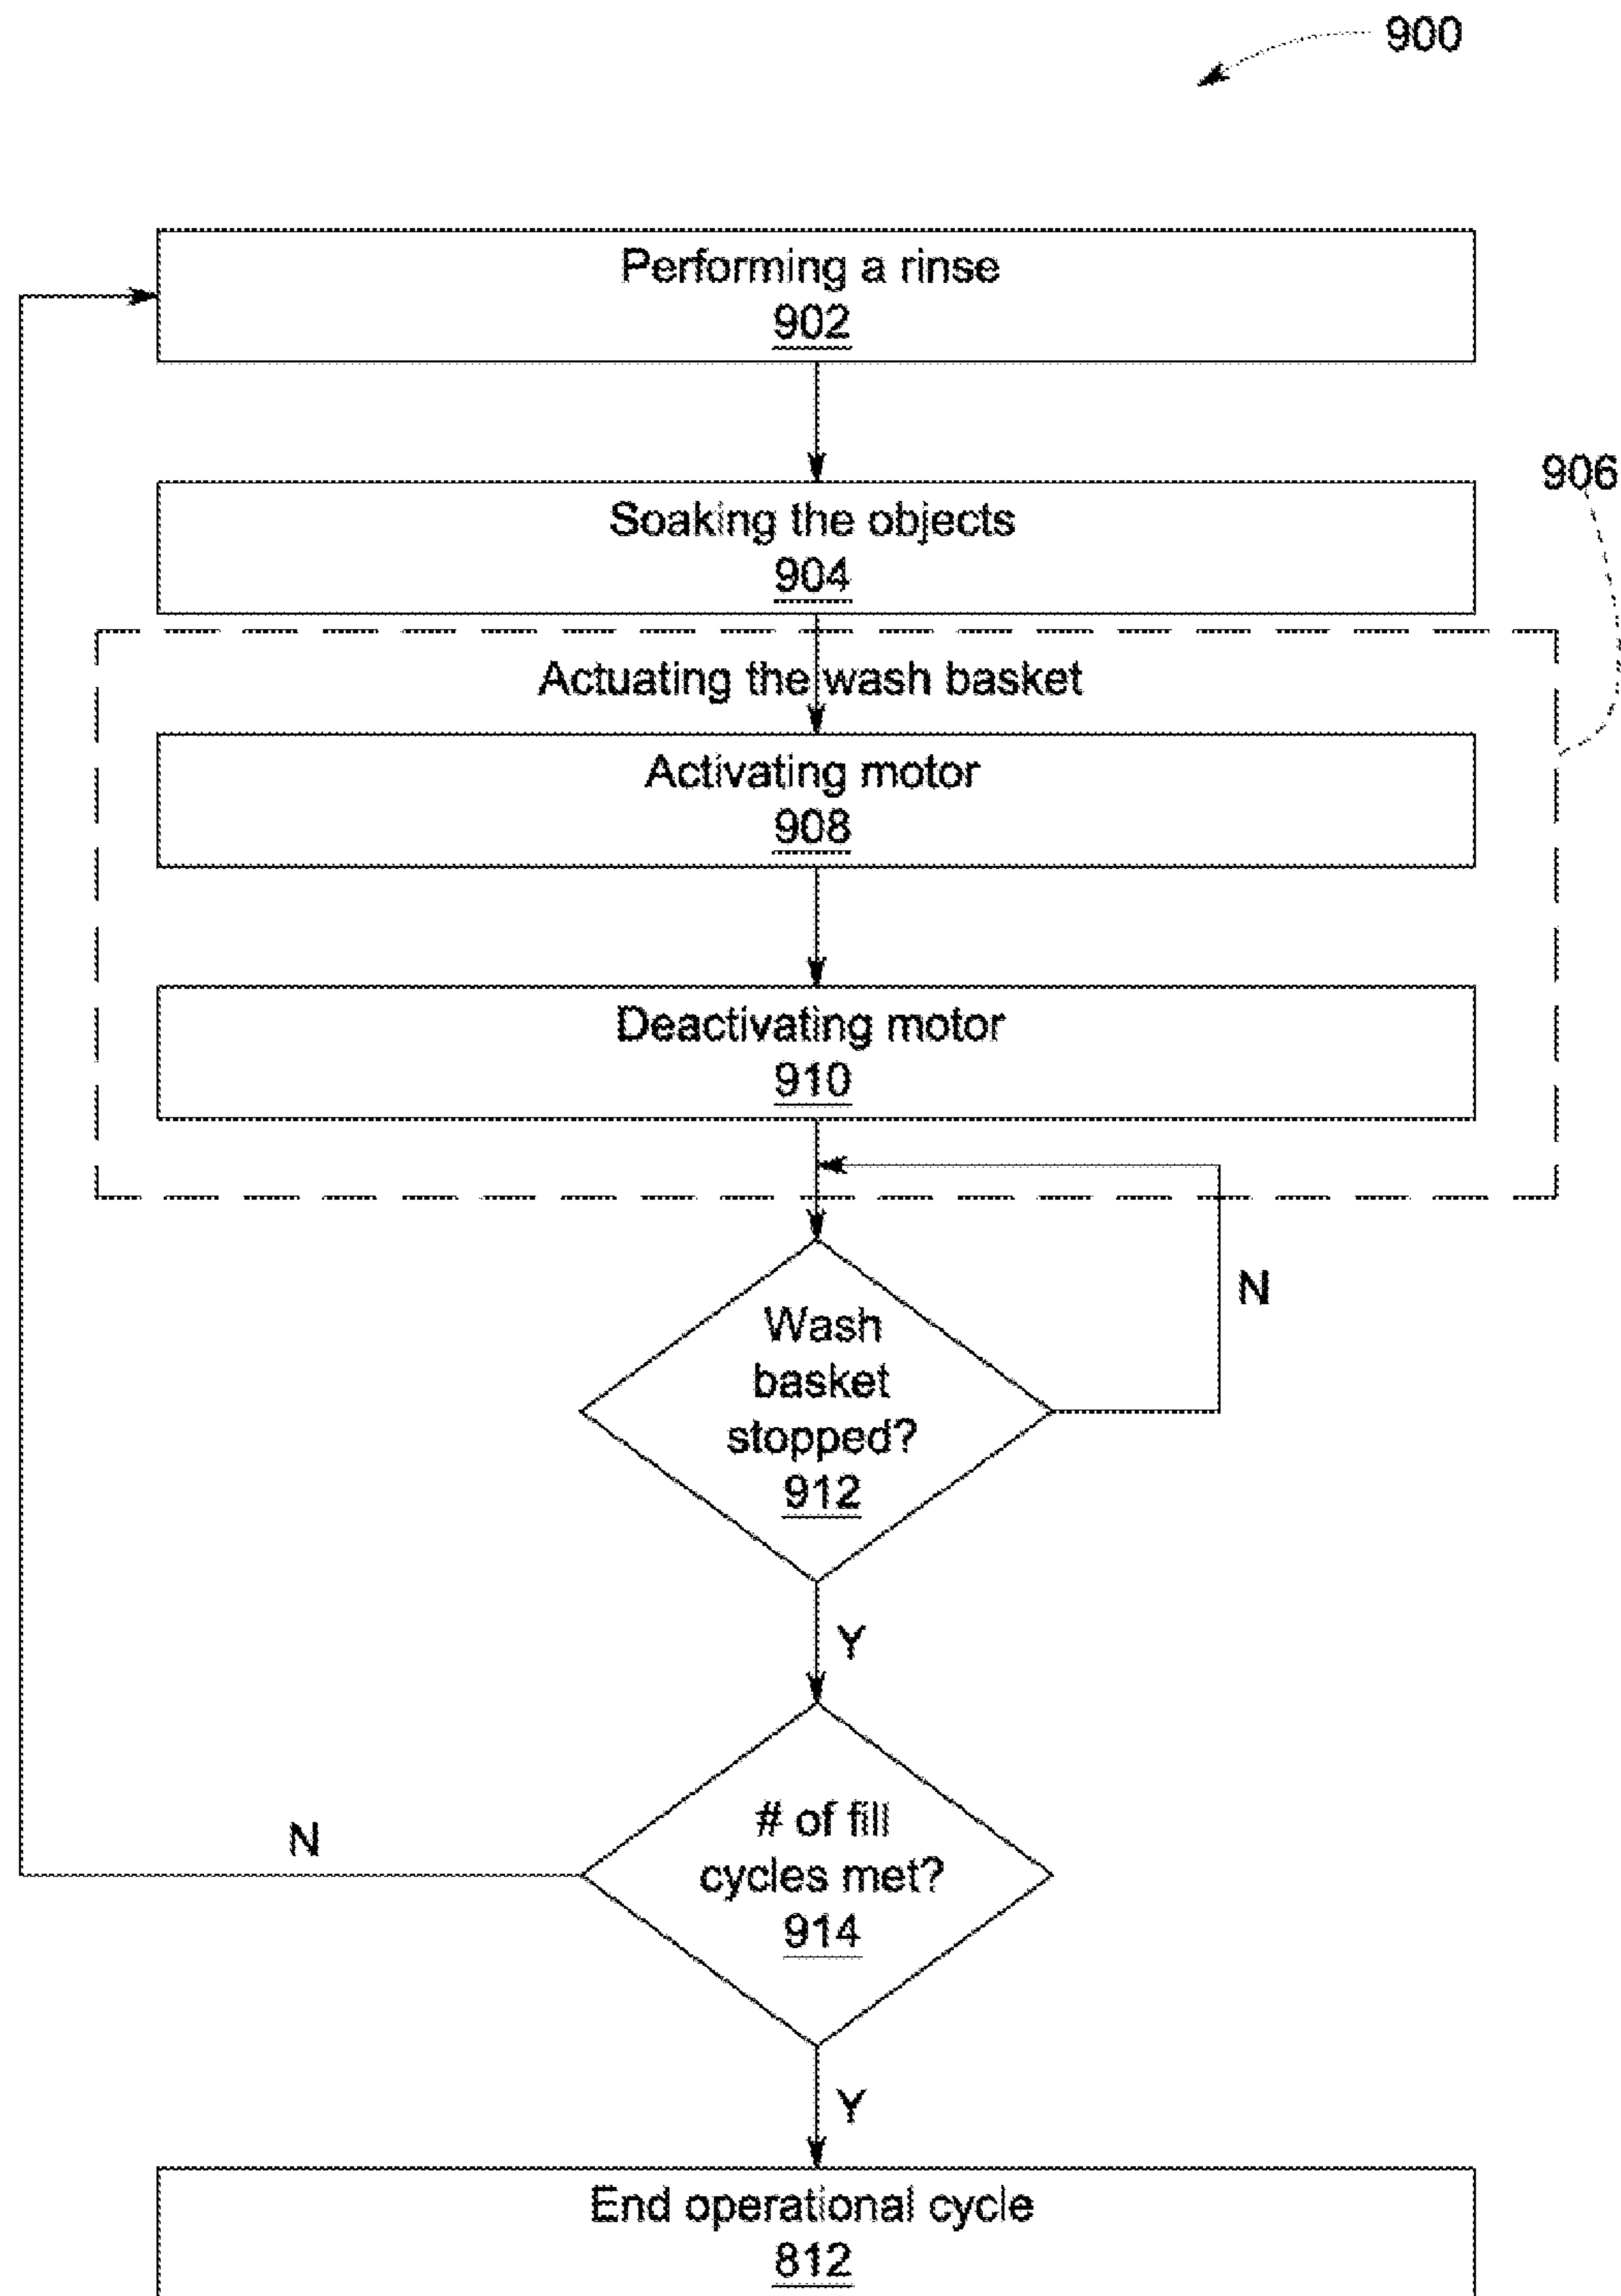 900
Performing a rinse
902
Soaking the objects
904
906
Actuating the wash basket
Activating motor
908
Deactivating motor
910
Wash
basket
stopped?
912
N
Y
# of fill
cycles met?
914
N
Y
End operational cycle
812